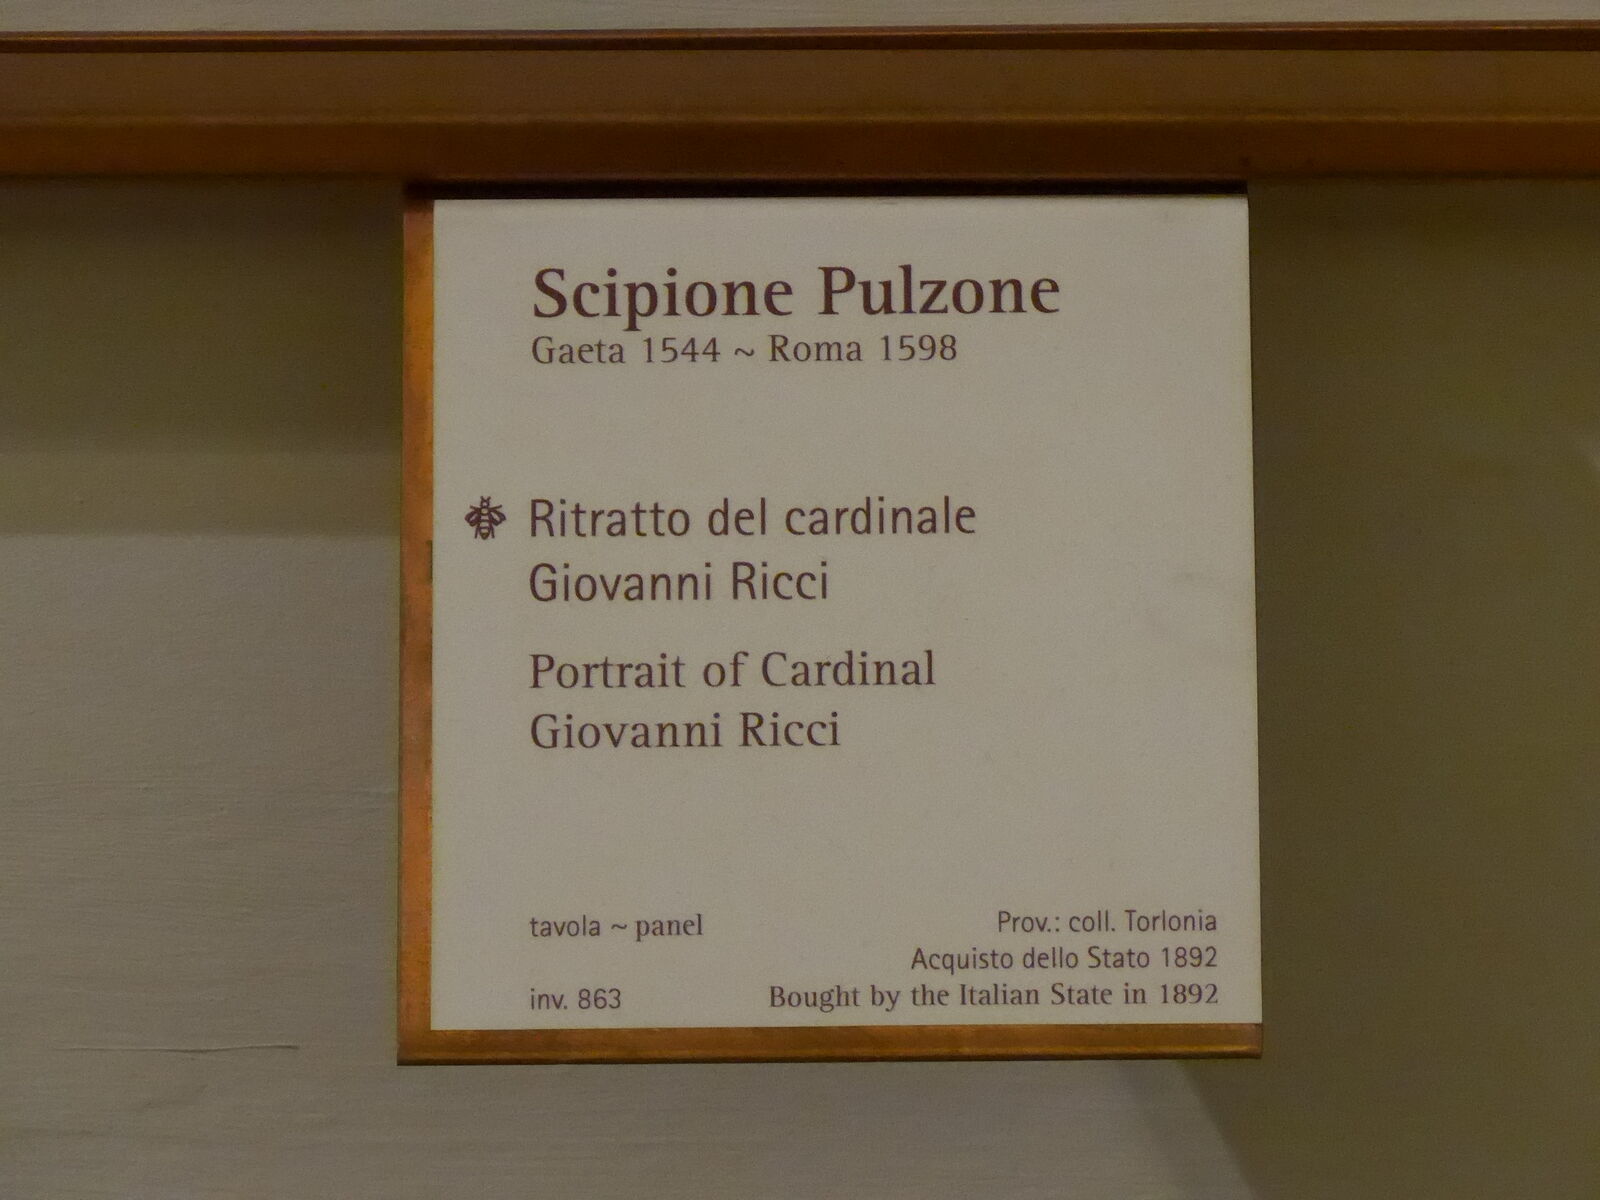 Scipione Pulzone
Gaeta 1544 ~ Roma 1598
Ritratto del cardinale
Giovanni Ricci
Portrait of Cardinal
Giovanni Ricci
tavola ~ panel
inv. 863
Prov.: coll. Torlonia
Acquisto dello Stato 1892
Bought by the Italian State in 1892